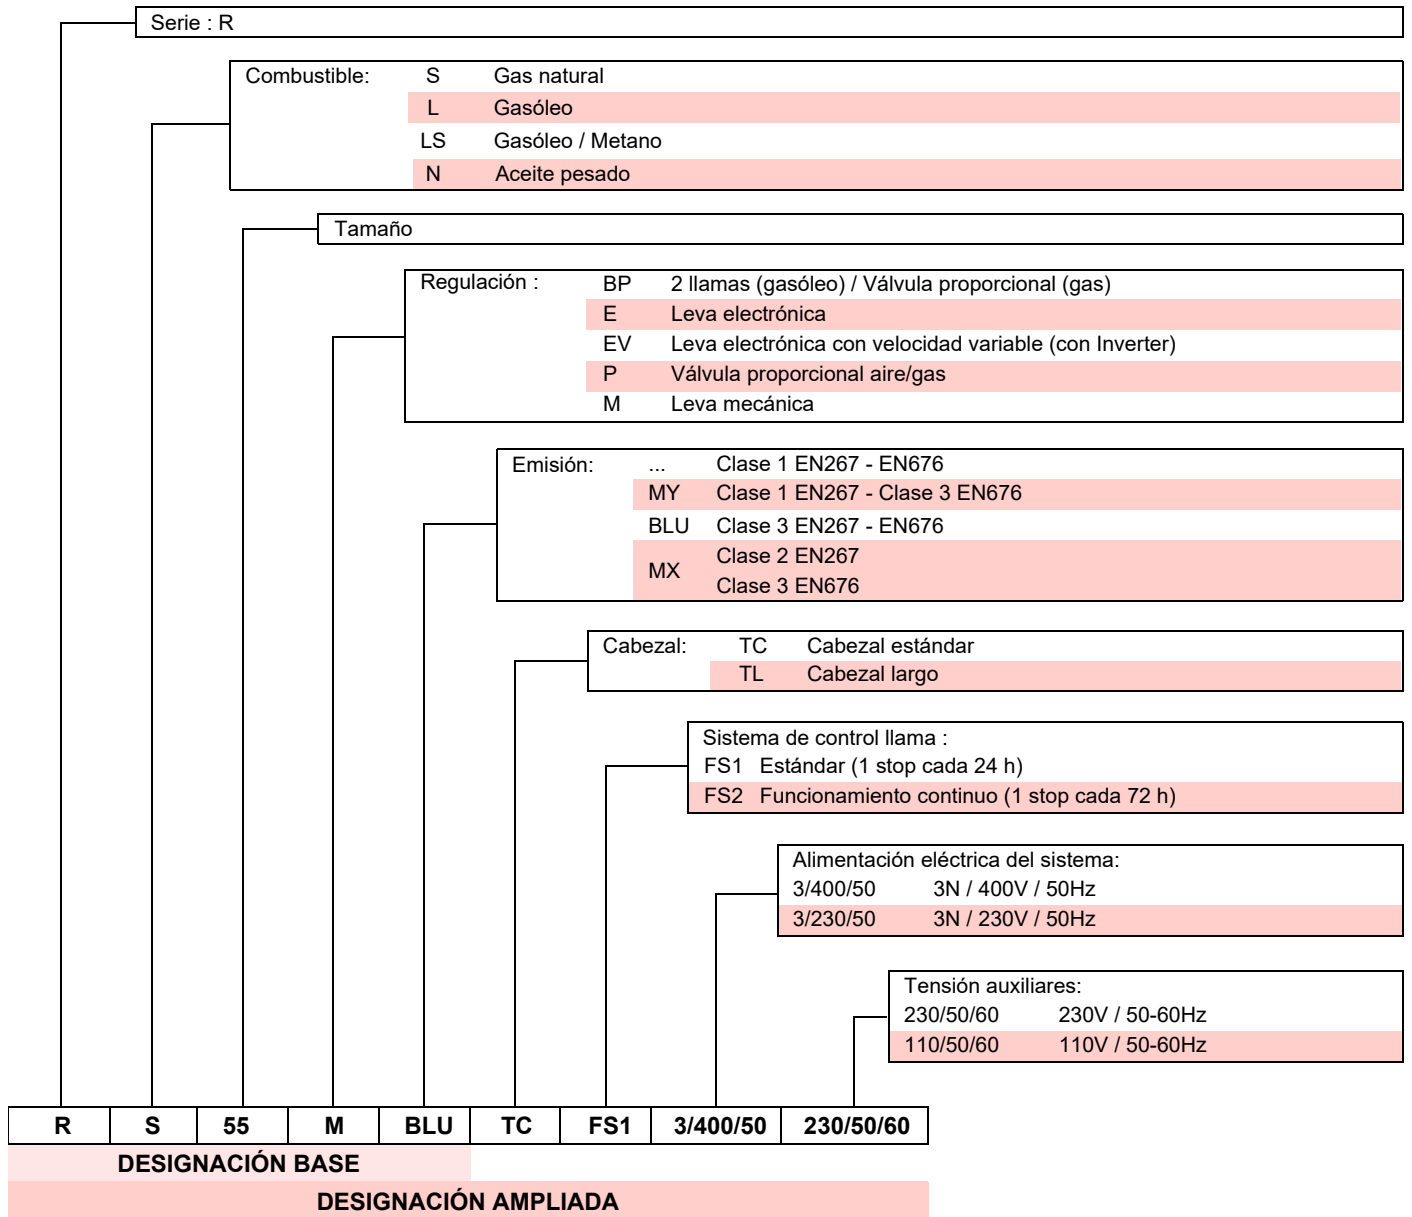 Serie : R
Combustible: S Gas natural
L Gasóleo
LS Gasóleo / Metano
N Aceite pesado
Tamaño
Regulación : BP 2 llamas (gasóleo) / Válvula proporcional (gas)
E Leva electrónica
EV Leva electrónica con velocidad variable (con Inverter)
P Válvula proporcional aire/gas
M Leva mecánica
Emisión: ... Clase 1 EN267 - EN676
MY Clase 1 EN267 - Clase 3 EN676
BLU Clase 3 EN267 - EN676
MX Clase 2 EN267
Clase 3 EN676
Cabezal: TC Cabezal estándar
TL Cabezal largo
Sistema de control llama :
FS1 Estándar (1 stop cada 24 h)
FS2 Funcionamiento continuo (1 stop cada 72 h)
Alimentación eléctrica del sistema:
3/400/50 3N / 400V / 50Hz
3/230/50 3N / 230V / 50Hz
Tensión auxiliares:
230/50/60 230V / 50-60Hz
110/50/60 110V / 50-60Hz
R S 55 M BLU TC FS1 3/400/50 230/50/60
DESIGNACIÓN BASE
DESIGNACIÓN AMPLIADA